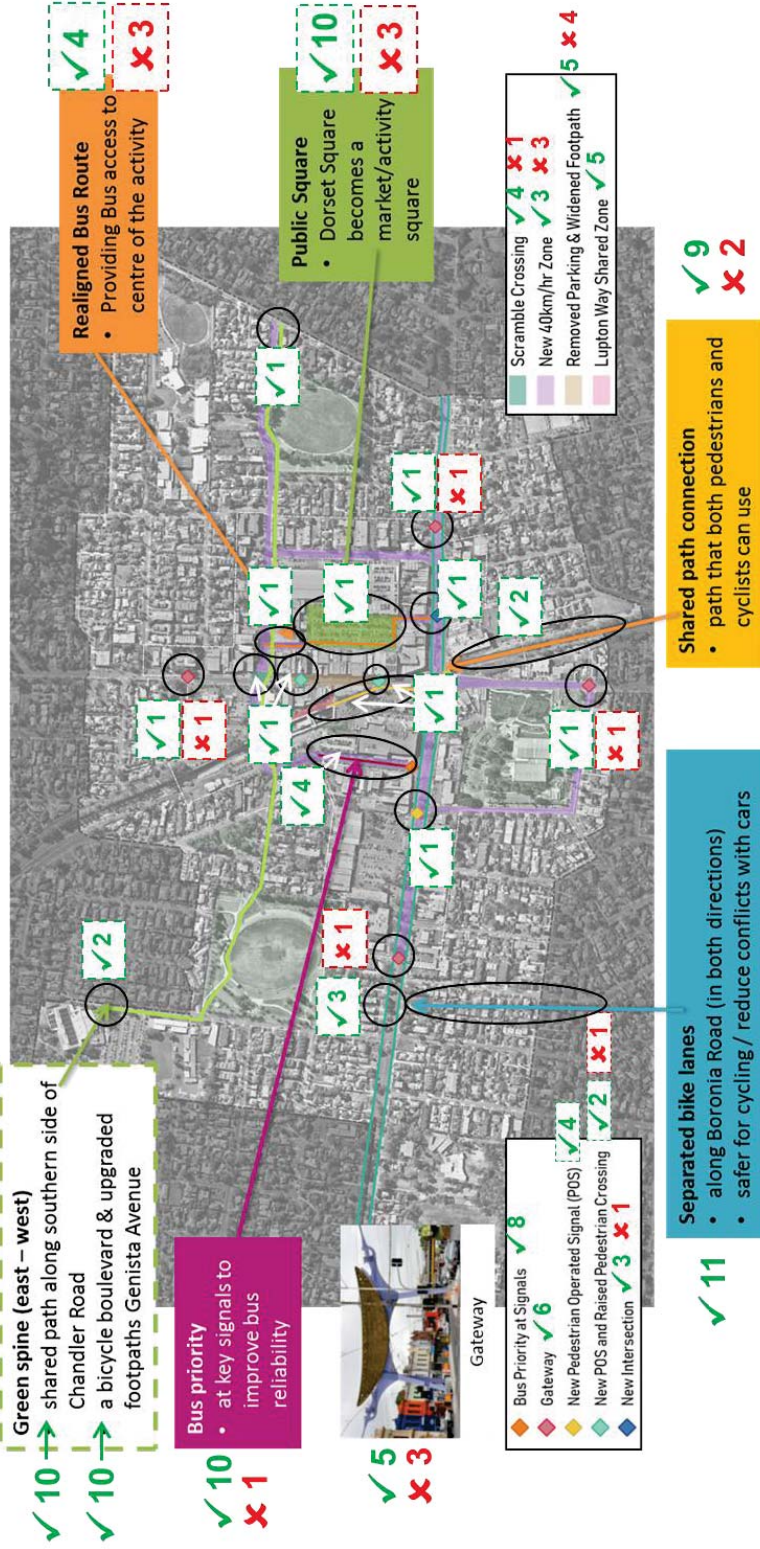 ✓ 10 → Green spine (east – west)
shared path along southern side of
Chandler Road
✓ 10 → a bicycle boulevard & upgraded
footpaths Genista Avenue
✓ 2
Realigned Bus Route
• Providing Bus access to
centre of the activity
✓ 4
✗ 3
Bus priority
• at key signals to
improve bus
reliability
✓ 10
✗ 1
Public Square
• Dorset Square
becomes a
market/activity
square
✓ 10
✗ 3
Gateway
✓ 5
✗ 3
✓ 1
✗ 1
✓ 1
✓ 1
✓ 1
✓ 1
✓ 4
✓ 3
✗ 1
✓ 1
✓ 1
✓ 1
✓ 1
✗ 1
✓ 2
✓ 1
✗ 1
Bus Priority at Signals ✓ 8
Gateway ✓ 6
New Pedestrian Operated Signal (POS) ✓ 4
New POS and Raised Pedestrian Crossing ✓ 2 ✗ 1
New Intersection ✓ 3 ✗ 1
Scramble Crossing ✓ 4 ✗ 1
New 40km/hr Zone ✓ 3 ✗ 3
Removed Parking & Widened Footpath ✓ 5 ✗ 4
Lupton Way Shared Zone ✓ 5
✓ 11
Separated bike lanes
• along Boronia Road (in both directions)
• safer for cycling / reduce conflicts with cars
Shared path connection
• path that both pedestrians and
cyclists can use
✓ 9
✗ 2